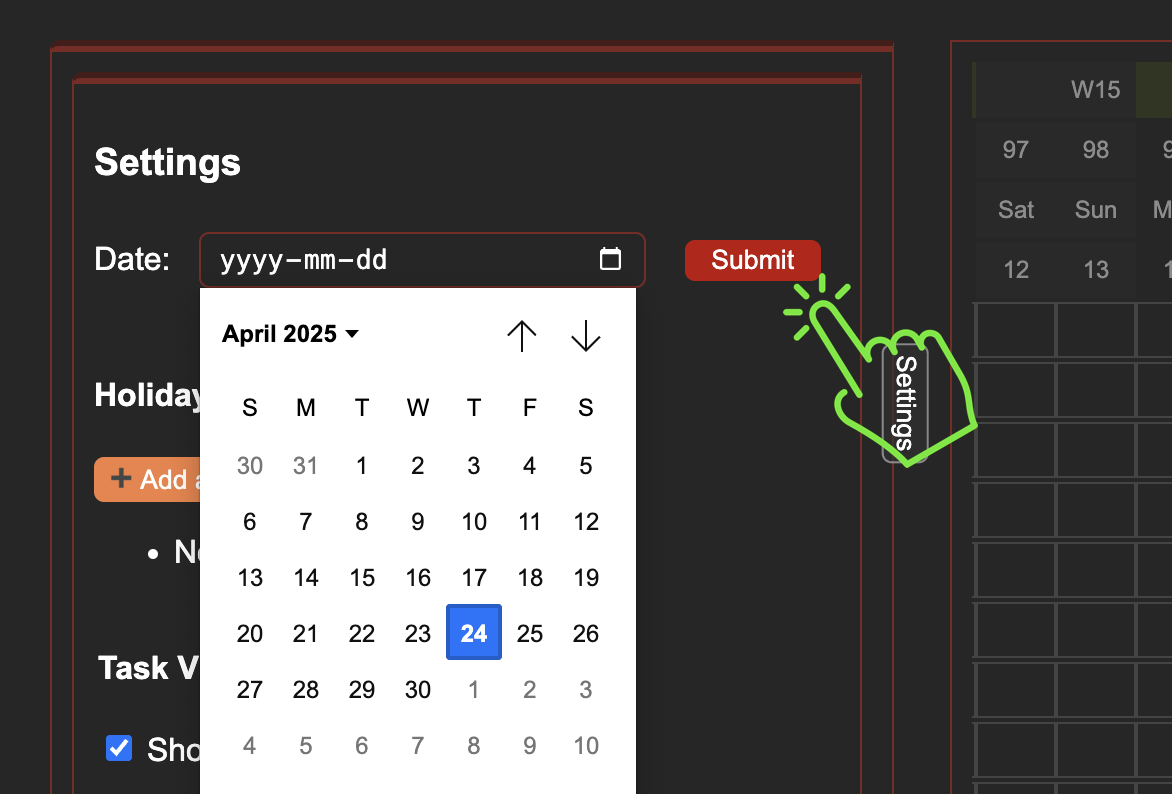 Settings
Date: yyyy-mm-dd Submit
April 2025
S M T W T F S
30 31 1 2 3 4 5
6 7 8 9 10 11 12
13 14 15 16 17 18 19
20 21 22 23 24 25 26
27 28 29 30 1 2 3
4 5 6 7 8 9 10
Holiday
Add
Task V
Sho
Settings
W15
97 98
Sat Sun
12 13